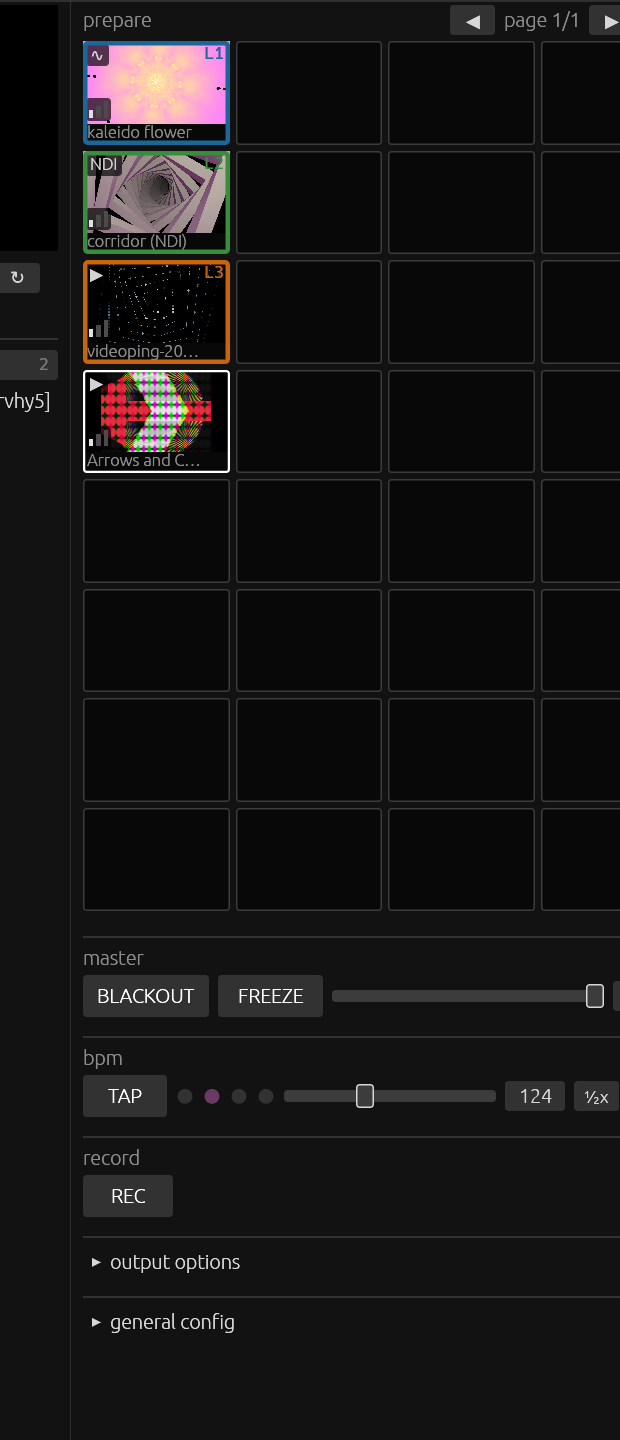 prepare
◀ page 1/1 ▶
∿ L1
kaleido flower
NDI L2
corridor (NDI)
↻
▶ L3
2
videoping-20…
rvhy5]
▶
Arrows and C…
master
BLACKOUT FREEZE
bpm
TAP 124 ½x
record
REC
▸ output options
▸ general config